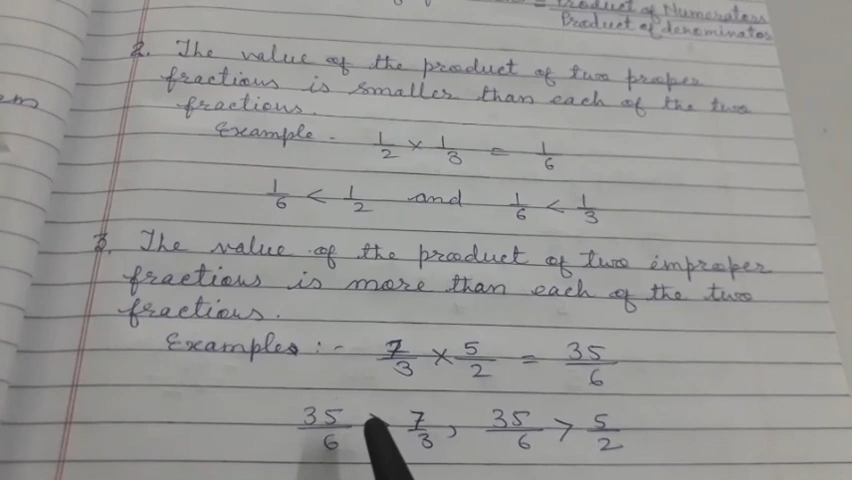 = Product of Numerators
Product of denominator
2. The value of the product of two proper
fractions is smaller than each of the two
fractions.
Example - 1/2 × 1/3 = 1/6
1/6 < 1/2 and 1/6 < 1/3
3. The value of the product of two improper
fractions is more than each of the two
fractions.
Examples :- 7/3 × 5/2 = 35/6
35/6 > 7/3, 35/6 > 5/2